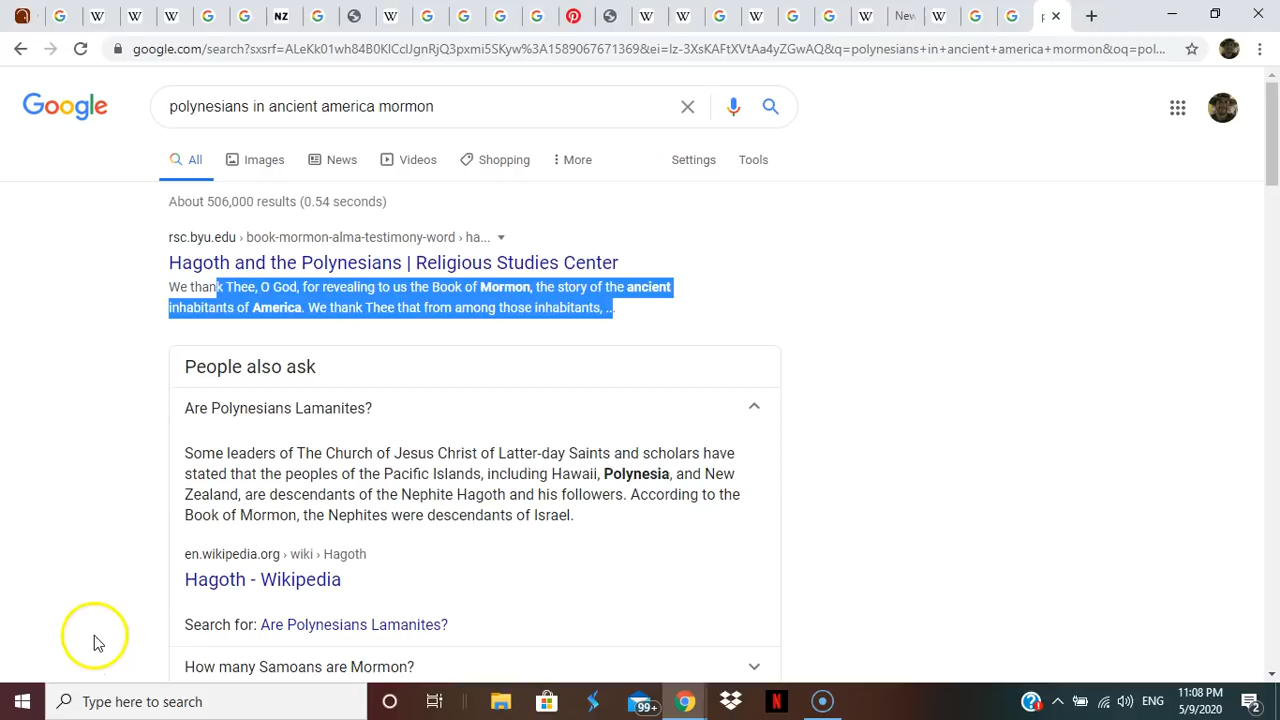 NZ
W
New
google.com/search?sxsrf=ALeKk01wh84B0KlCclJgnRjQ3pxmi5SKyw%3A1589067671369&ei=Iz-3XsKAFtXVtAa4yZGwAQ&q=polynesians+in+ancient+america+mormon&oq=pol...
Google
polynesians in ancient america mormon
All Images News Videos Shopping More Settings Tools
About 506,000 results (0.54 seconds)
rsc.byu.edu › book-mormon-alma-testimony-word › ha...
Hagoth and the Polynesians | Religious Studies Center
We thank Thee, O God, for revealing to us the Book of Mormon, the story of the ancient
inhabitants of America. We thank Thee that from among those inhabitants, ...
People also ask
Are Polynesians Lamanites?
Some leaders of The Church of Jesus Christ of Latter-day Saints and scholars have
stated that the peoples of the Pacific Islands, including Hawaii, Polynesia, and New
Zealand, are descendants of the Nephite Hagoth and his followers. According to the
Book of Mormon, the Nephites were descendants of Israel.
en.wikipedia.org › wiki › Hagoth
Hagoth - Wikipedia
Search for: Are Polynesians Lamanites?
How many Samoans are Mormon?
Type here to search
99+
N
ENG
11:08 PM
5/9/2020
2